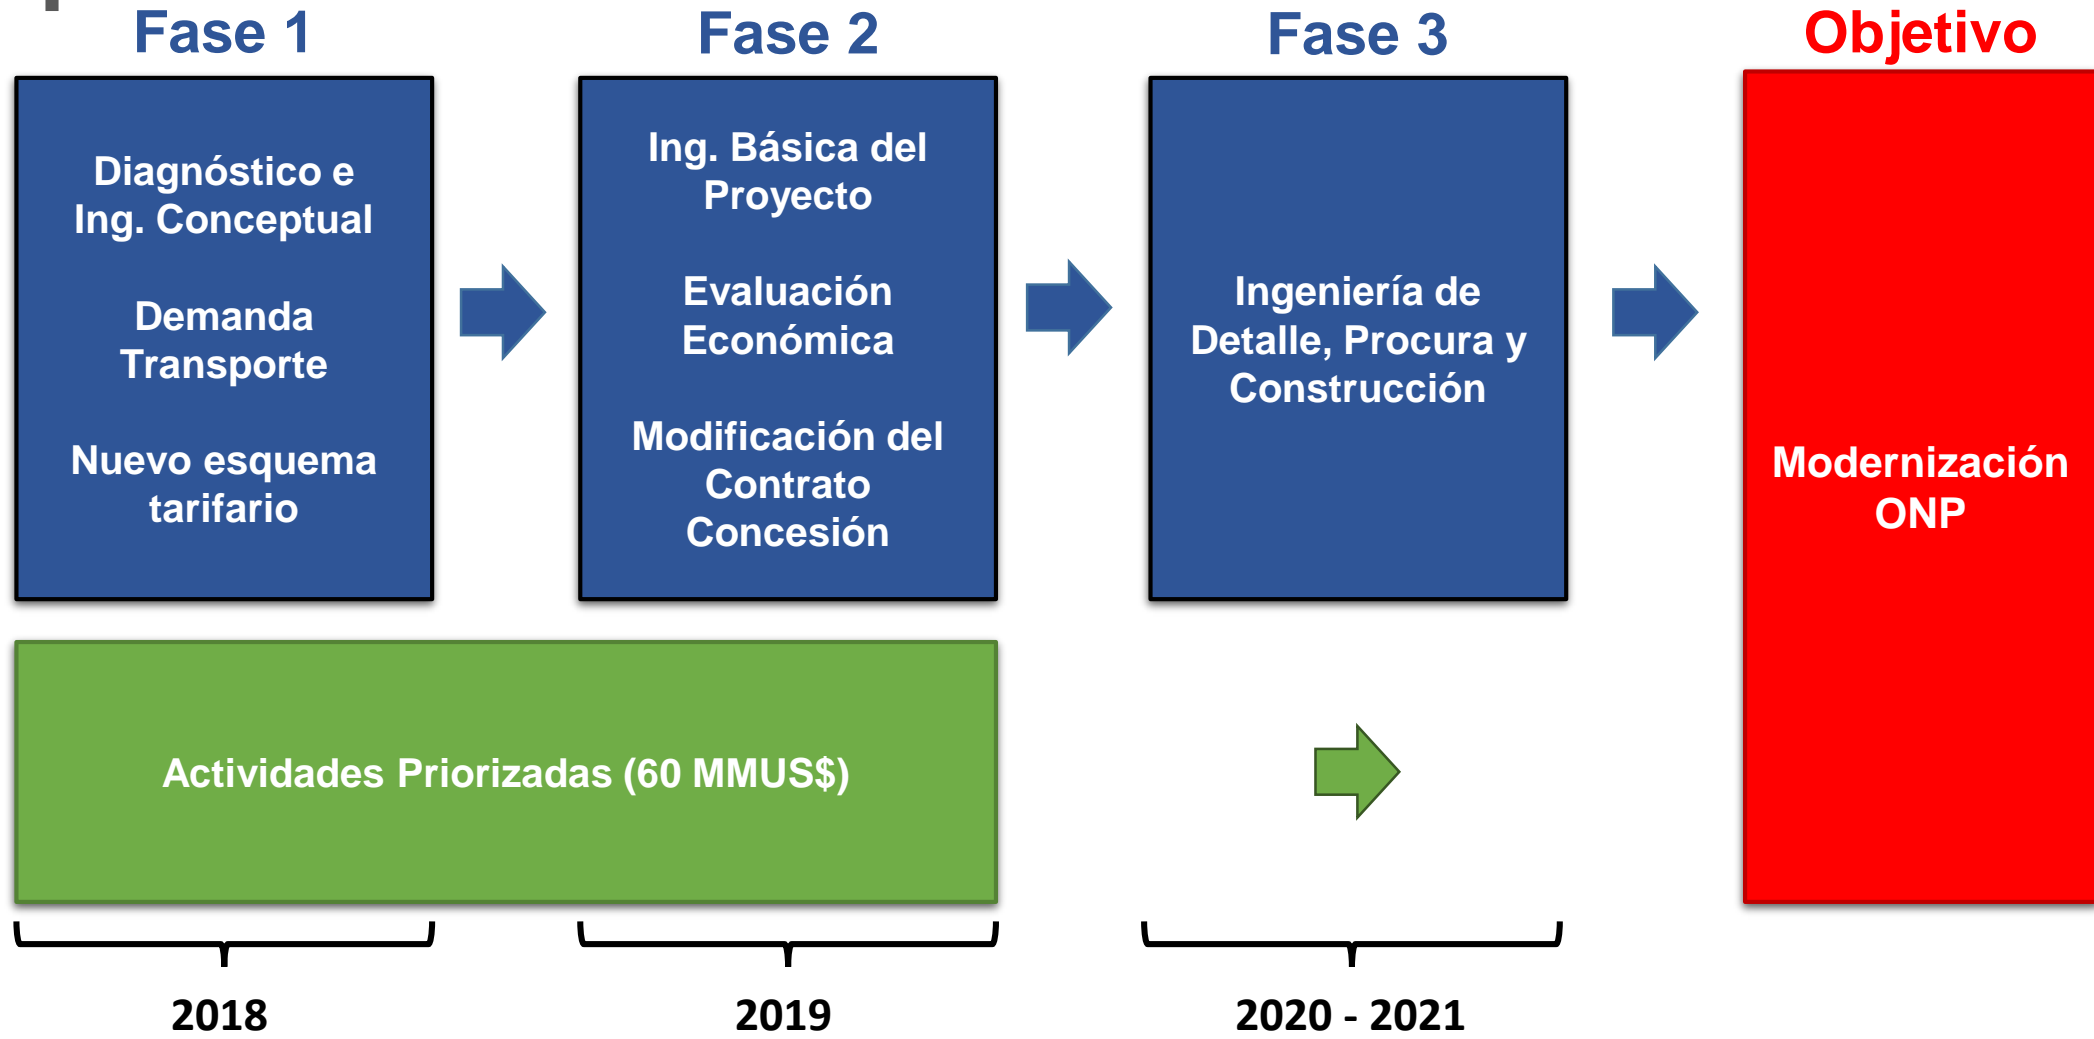 Fase 1
Diagnóstico e
Ing. Conceptual
Demanda
Transporte
Nuevo esquema
tarifario
Fase 2
Ing. Básica del
Proyecto
Evaluación
Económica
Modificación del
Contrato
Concesión
Fase 3
Ingeniería de
Detalle, Procura y
Construcción
Objetivo
Modernización
ONP
Actividades Priorizadas (60 MMUS$)
2018
2019
2020 - 2021